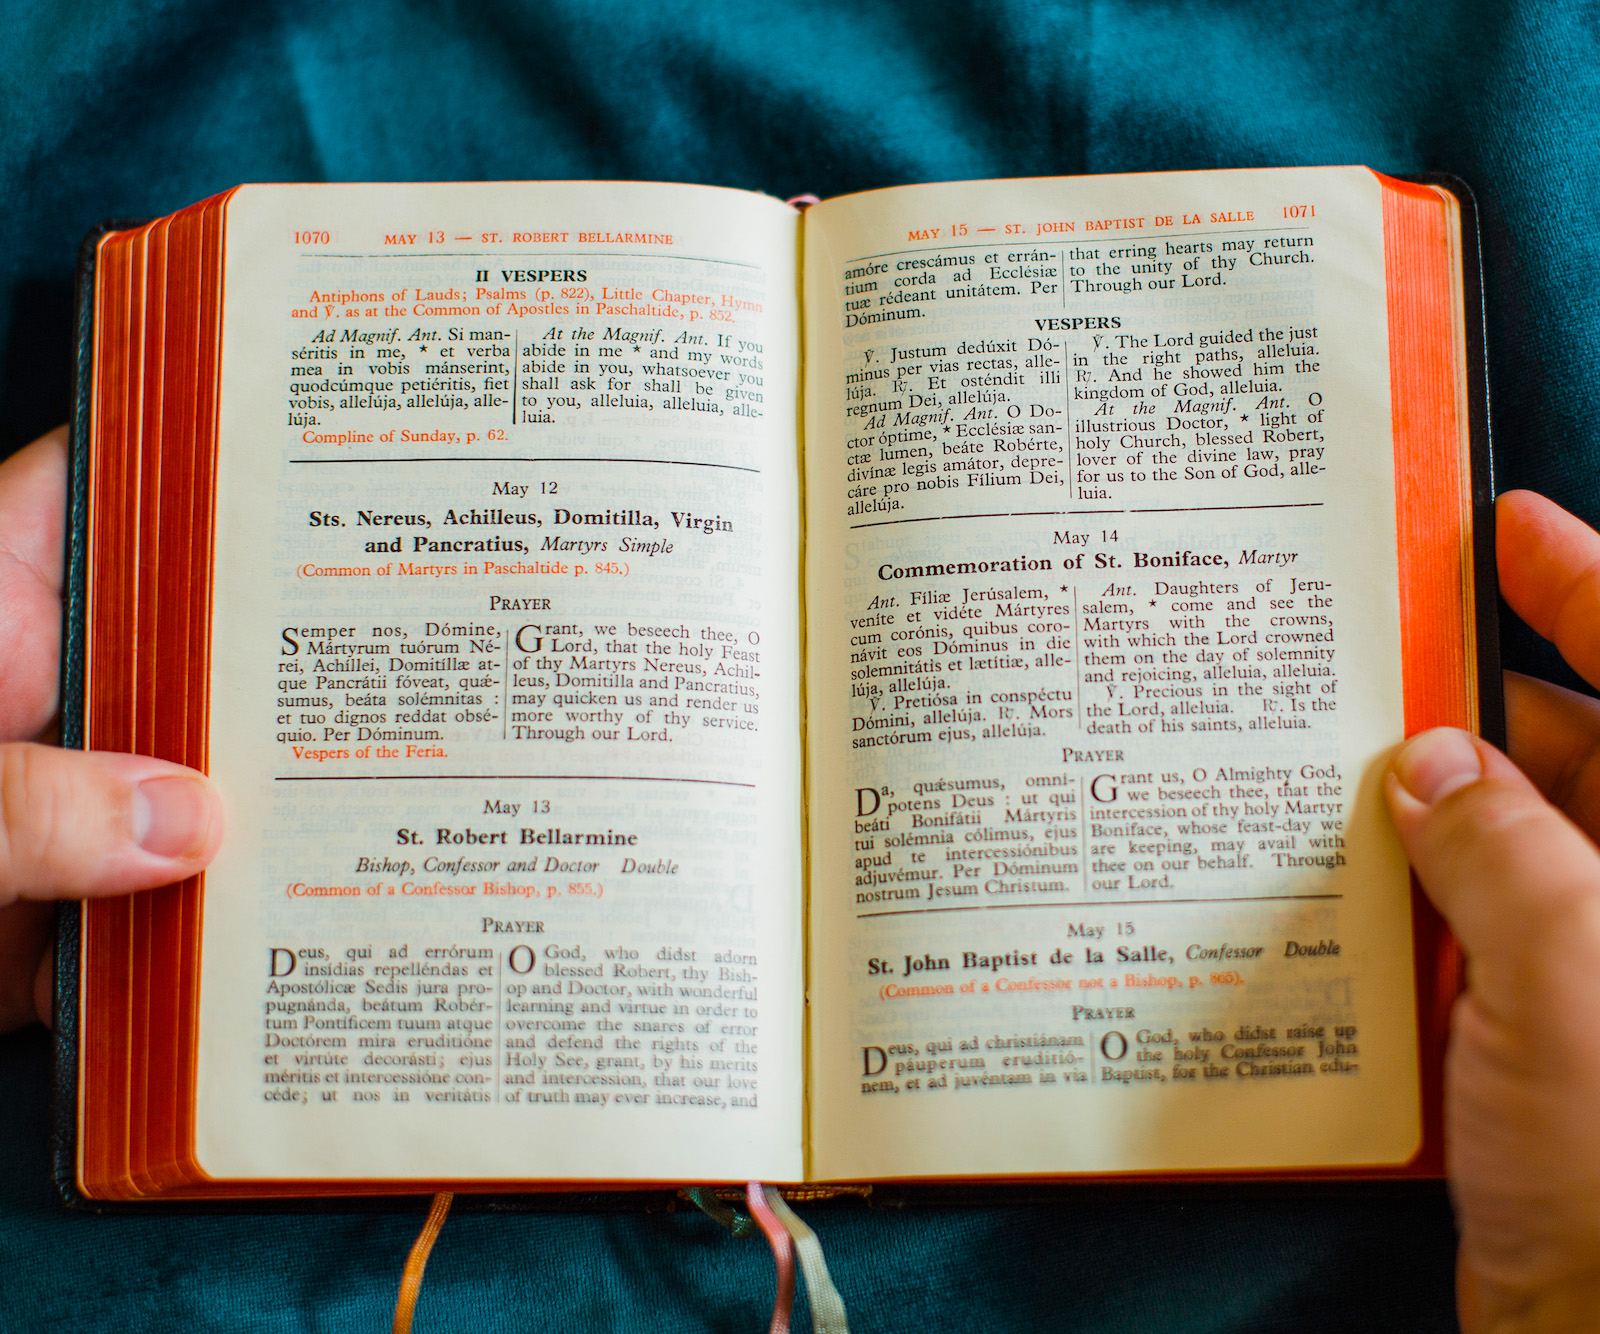 1070 MAY 13 — ST. ROBERT BELLARMINE
II VESPERS
Antiphons of Lauds; Psalms (p. 822), Little Chapter, Hymn
and ℣. as at the Common of Apostles in Paschaltide, p. 852.
Ad Magnif. Ant. Si man-
séritis in me, * et verba
mea in vobis mánserint,
quodcúmque petiéritis, fiet
vobis, allelúja, allelúja, alle-
lúja.
At the Magnif. Ant. If you
abide in me * and my words
abide in you, whatsoever you
shall ask for shall be given
to you, alleluia, alleluia, alle-
luia.
Compline of Sunday, p. 62.
May 12
Sts. Nereus, Achilleus, Domitilla, Virgin
and Pancratius, Martyrs Simple
(Common of Martyrs in Paschaltide p. 845.)
PRAYER
Semper nos, Dómine,
Mártyrum tuórum Né-
rei, Achíllei, Domitíllæ at-
que Pancrátii fóveat, quǽ-
sumus, beáta solémnitas :
et tuo dignos reddat obsé-
quio. Per Dóminum.
Grant, we beseech thee, O
Lord, that the holy Feast
of thy Martyrs Nereus, Achil-
leus, Domitilla and Pancratius,
may quicken us and render us
more worthy of thy service.
Through our Lord.
Vespers of the Feria.
May 13
St. Robert Bellarmine
Bishop, Confessor and Doctor Double
(Common of a Confessor Bishop, p. 855.)
PRAYER
Deus, qui ad errórum
insídias repelléndas et
Apostólicæ Sedis jura pro-
pugnánda, beátum Robér-
tum Pontíficem tuum atque
Doctórem mira eruditióne
et virtúte decorásti; ejus
méritis et intercessióne con-
céde; ut nos in veritátis
O God, who didst adorn
blessed Robert, thy Bish-
op and Doctor, with wonderful
learning and virtue in order to
overcome the snares of error
and defend the rights of the
Holy See, grant, by his merits
and intercession, that our love
of truth may ever increase, and
MAY 15 — ST. JOHN BAPTIST DE LA SALLE 1071
amóre crescámus et errán-
tium corda ad Ecclésiæ
tuæ rédeant unitátem. Per
Dóminum.
that erring hearts may return
to the unity of thy Church.
Through our Lord.
VESPERS
℣. Justum dedúxit Dó-
minus per vias rectas, alle-
lúja. ℟. Et osténdit illi
regnum Dei, allelúja.
Ad Magnif. Ant. O Do-
ctor óptime, * Ecclésiæ san-
ctæ lumen, beáte Robérte,
divínæ legis amátor, depre-
cáre pro nobis Fílium Dei,
allelúja.
℣. The Lord guided the just
in the right paths, alleluia.
℟. And he showed him the
kingdom of God, alleluia.
At the Magnif. Ant. O
illustrious Doctor, * light of
holy Church, blessed Robert,
lover of the divine law, pray
for us to the Son of God, alle-
luia.
May 14
Commemoration of St. Boniface, Martyr
Ant. Fíliæ Jerúsalem, *
veníte et vidéte Mártyres
cum corónis, quibus coro-
návit eos Dóminus in die
solemnitátis et lætítiæ, alle-
lúja, allelúja.
℣. Pretiósa in conspéctu
Dómini, allelúja. ℟. Mors
sanctórum ejus, allelúja.
Ant. Daughters of Jeru-
salem, * come and see the
Martyrs with the crowns,
with which the Lord crowned
them on the day of solemnity
and rejoicing, alleluia, alleluia.
℣. Precious in the sight of
the Lord, alleluia. ℟. Is the
death of his saints, alleluia.
PRAYER
Da, quǽsumus, omni-
potens Deus : ut qui
beáti Bonifátii Mártyris
tui solémnia cólimus, ejus
apud te intercessiónibus
adjuvémur. Per Dóminum
nostrum Jesum Christum.
Grant us, O Almighty God,
we beseech thee, that the
intercession of thy holy Martyr
Boniface, whose feast-day we
are keeping, may avail with
thee on our behalf. Through
our Lord.
May 15
St. John Baptist de la Salle, Confessor Double
(Common of a Confessor not a Bishop, p. 865).
PRAYER
Deus, qui ad christiánam
páuperum eruditió-
nem, et ad juvéntam in via
O God, who didst raise up
the holy Confessor John
Baptist, for the Christian edu-